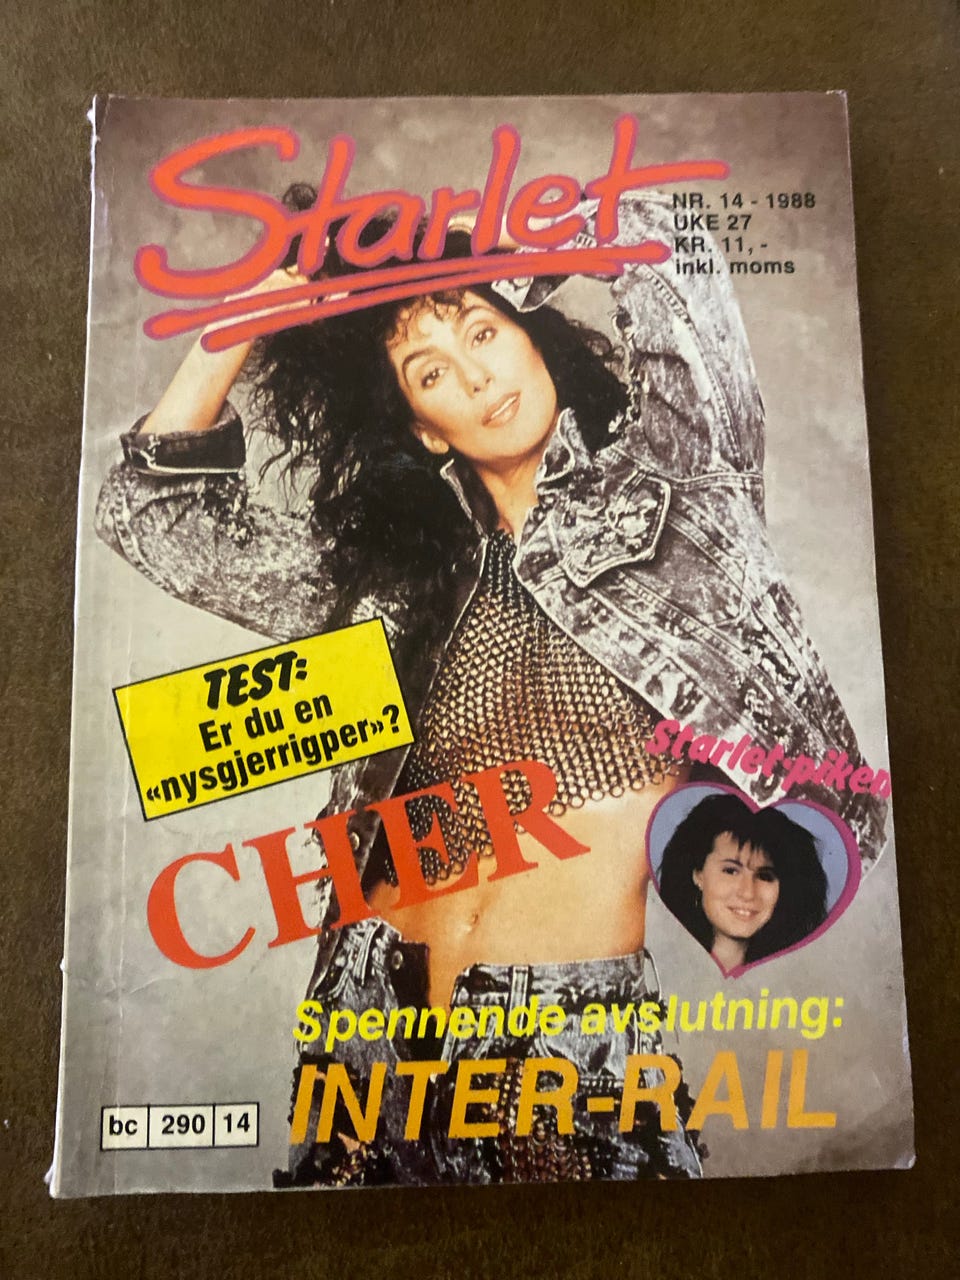 Starlet
NR. 14 - 1988
UKE 27
KR. 11,-
inkl. moms
TEST:
Er du en
«nysgjerrigper»?
CHER
Starlet-piken
Spennende avslutning:
INTER-RAIL
bc 290 14